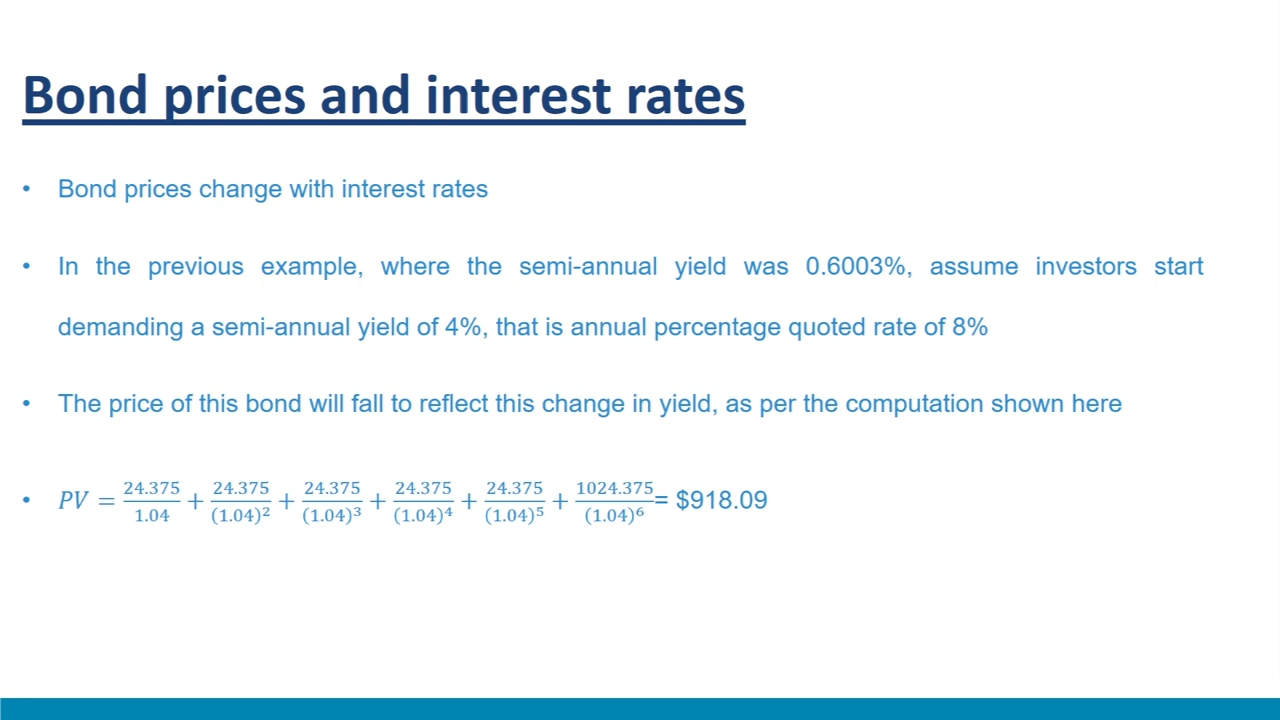 Bond prices and interest rates
• Bond prices change with interest rates
• In the previous example, where the semi-annual yield was 0.6003%, assume investors start
demanding a semi-annual yield of 4%, that is annual percentage quoted rate of 8%
• The price of this bond will fall to reflect this change in yield, as per the computation shown here
• PV = 24.375/1.04 + 24.375/(1.04)² + 24.375/(1.04)³ + 24.375/(1.04)⁴ + 24.375/(1.04)⁵ + 1024.375/(1.04)⁶ = $918.09